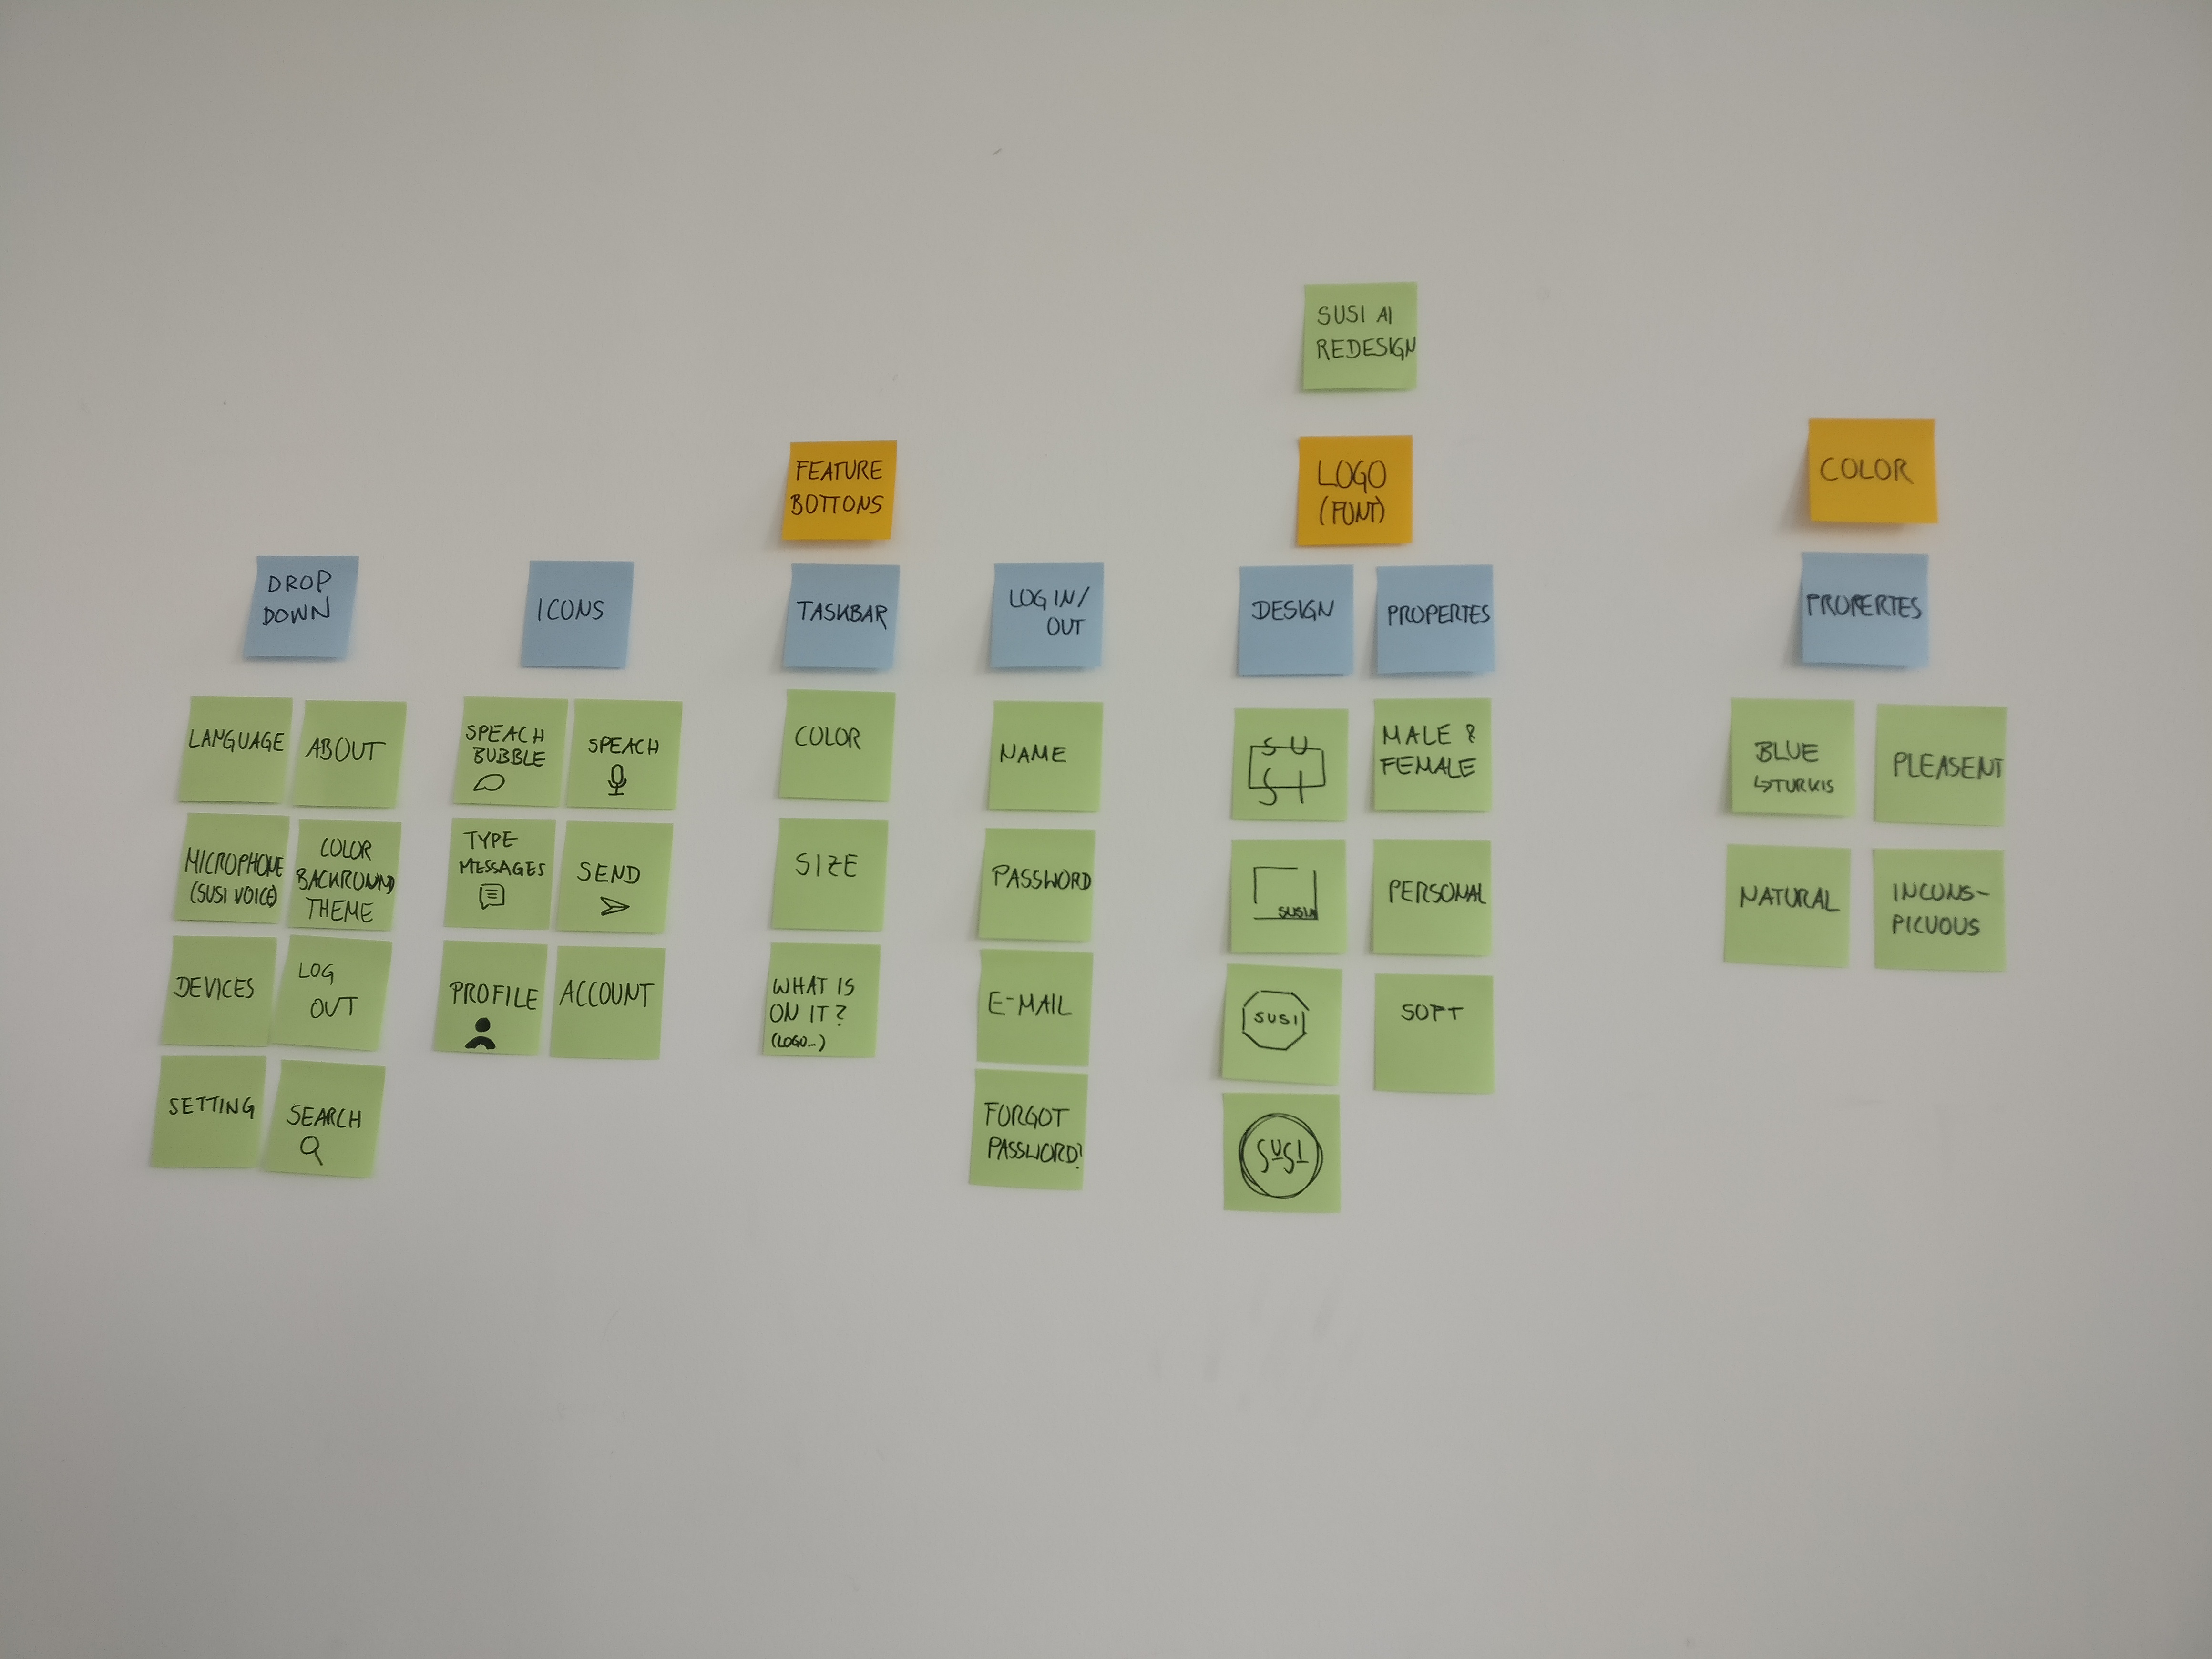 SUSI AI
REDESIGN
FEATURE
BOTTONS
LOGO
(FONT)
COLOR
DROP
DOWN
ICONS
TASKBAR
LOG IN/
OUT
DESIGN
PROPERTES
PROPERTES
LANGUAGE
ABOUT
MICROPHONE
(SUSI VOICE)
COLOR
BACKROUND
THEME
DEVICES
LOG
OUT
SETTING
SEARCH
SPEACH
BUBBLE
SPEACH
TYPE
MESSAGES
SEND
PROFILE
ACCOUNT
COLOR
SIZE
WHAT IS
ON IT?
(LOGO...)
NAME
PASSWORD
E-MAIL
FORGOT
PASSWORD?
SU
SI
SUSI
SUSI
SUSI
MALE &
FEMALE
PERSONAL
SOFT
BLUE
↳TURKIS
PLEASENT
NATURAL
INCONS-
PICUOUS